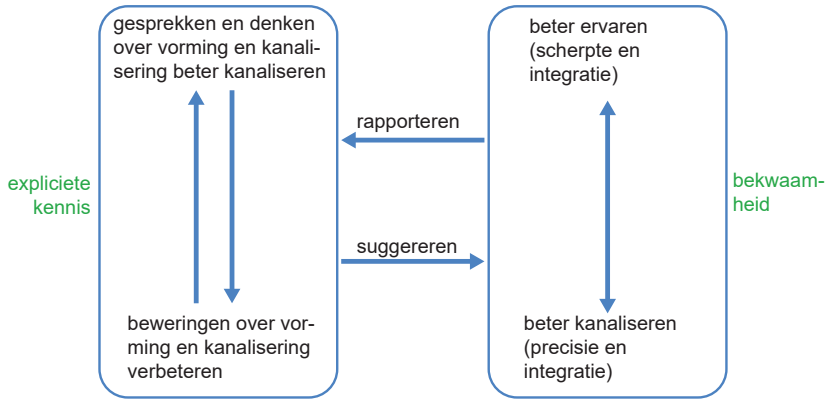 gesprekken en denken
over vorming en kanali-
sering beter kanaliseren
beter ervaren
(scherpte en
integratie)
rapporteren
expliciete
kennis
bekwaam-
heid
suggereren
beweringen over vor-
ming en kanalisering
verbeteren
beter kanaliseren
(precisie en
integratie)